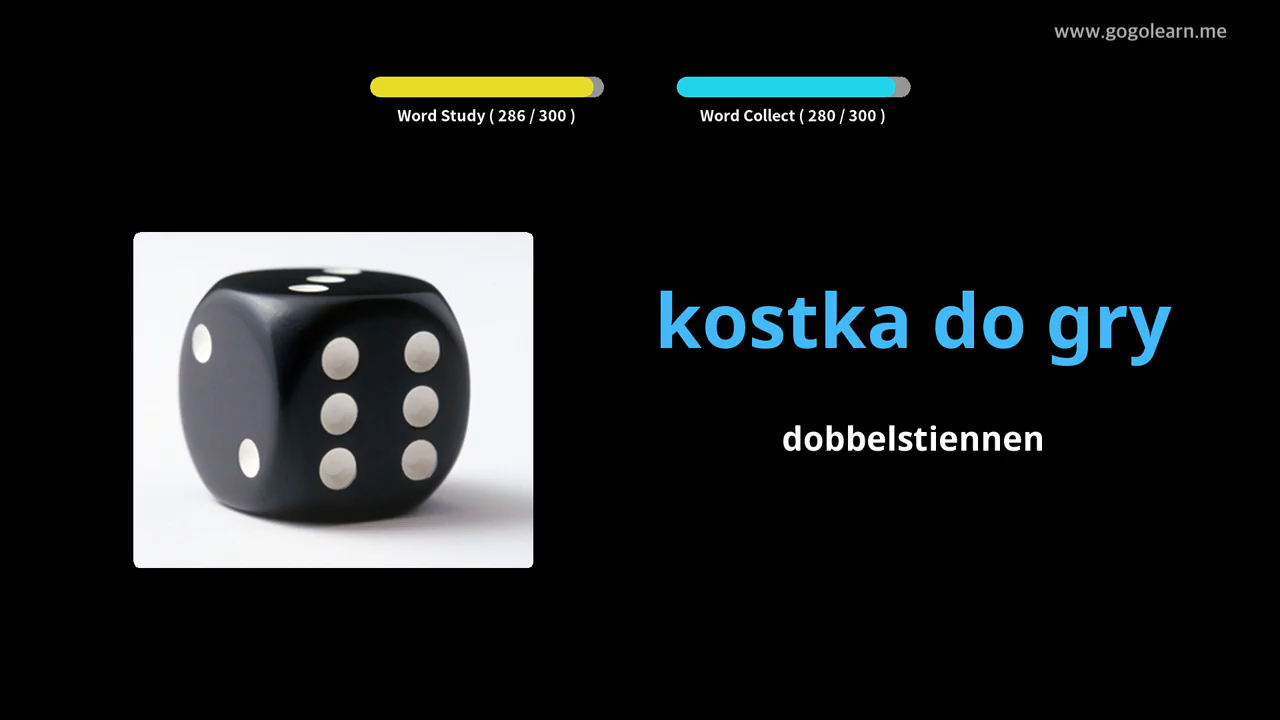 www.gogolearn.me
Word Study ( 286 / 300 )
Word Collect ( 280 / 300 )
kostka do gry
dobbelstiennen